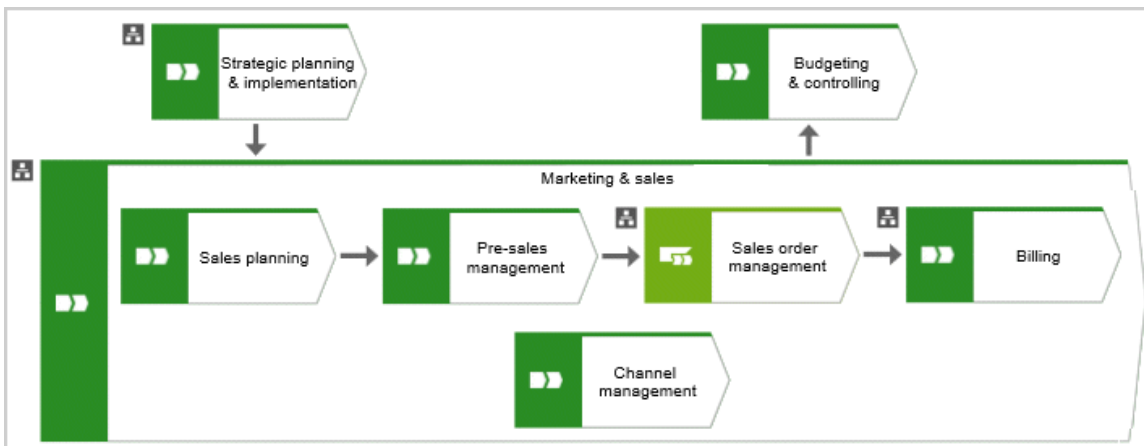 Strategic planning
& implementation
Budgeting
& controlling
Marketing & sales
Sales planning
Pre-sales
management
Sales order
management
Billing
Channel
management